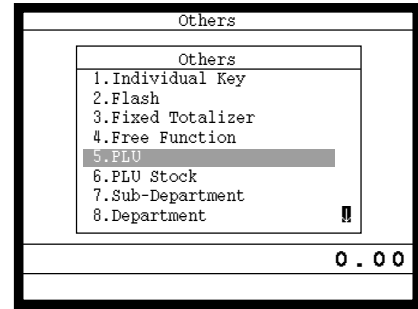 Others
Others
1.Individual Key
2.Flash
3.Fixed Totalizer
4.Free Function
5.PLU
6.PLU Stock
7.Sub-Department
8.Department
0.00